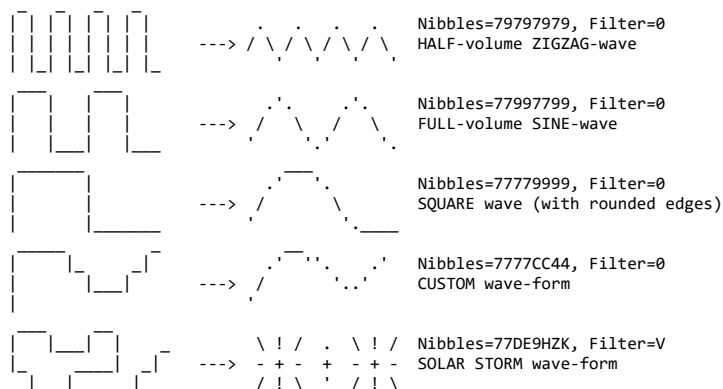 Nibbles=79797979, Filter=0
---> HALF-volume ZIGZAG-wave
Nibbles=77997799, Filter=0
---> FULL-volume SINE-wave
Nibbles=77779999, Filter=0
---> SQUARE wave (with rounded edges)
Nibbles=7777CC44, Filter=0
---> CUSTOM wave-form
Nibbles=77DE9HZK, Filter=V
---> SOLAR STORM wave-form